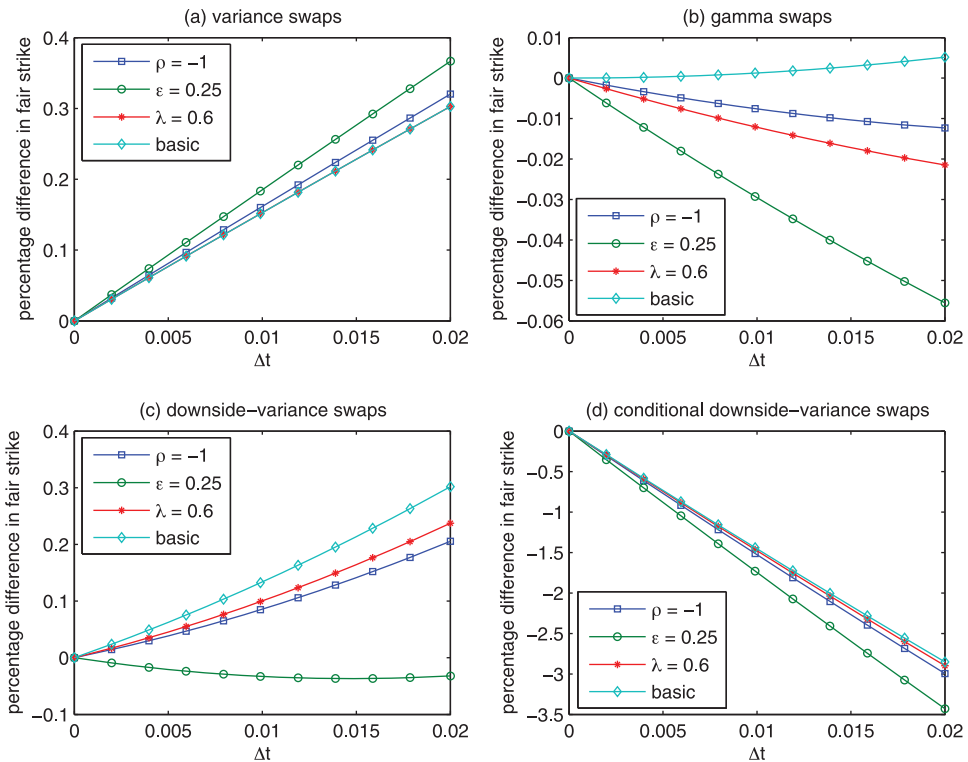 (a) variance swaps
percentage difference in fair strike
0.4
0.3
0.2
0.1
0
ρ = −1
ε = 0.25
λ = 0.6
basic
0 0.005 0.01 0.015 0.02
Δt
(b) gamma swaps
percentage difference in fair strike
0.01
0
−0.01
−0.02
−0.03
−0.04
−0.05
−0.06
ρ = −1
ε = 0.25
λ = 0.6
basic
0 0.005 0.01 0.015 0.02
Δt
(c) downside−variance swaps
percentage difference in fair strike
0.4
0.3
0.2
0.1
0
−0.1
ρ = −1
ε = 0.25
λ = 0.6
basic
0 0.005 0.01 0.015 0.02
Δt
(d) conditional downside−variance swaps
percentage difference in fair strike
0
−0.5
−1
−1.5
−2
−2.5
−3
−3.5
ρ = −1
ε = 0.25
λ = 0.6
basic
0 0.005 0.01 0.015 0.02
Δt